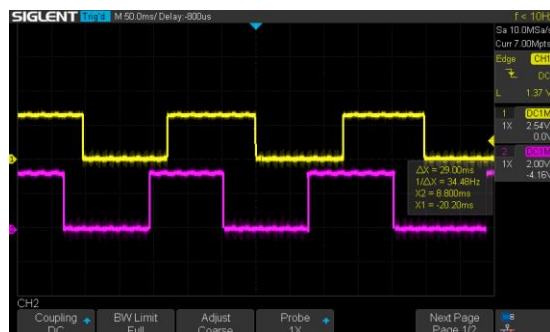 SIGLENT Trig'd M 50.0ms/ Delay:-800us f < 10Hz
Sa 10.0MSa/s
Curr 7.00Mpts
Edge CH1
DC
L 1.37 V
1 DC1M
1X 2.54V
0.0V
2 DC1M
1X 2.00V
-4.16V
ΔX = 29.00ms
1/ΔX = 34.48Hz
X2 = 8.800ms
X1 = -20.20ms
CH2
Coupling BW Limit Adjust Probe Next Page
DC Full Coarse 1X Page 1/2